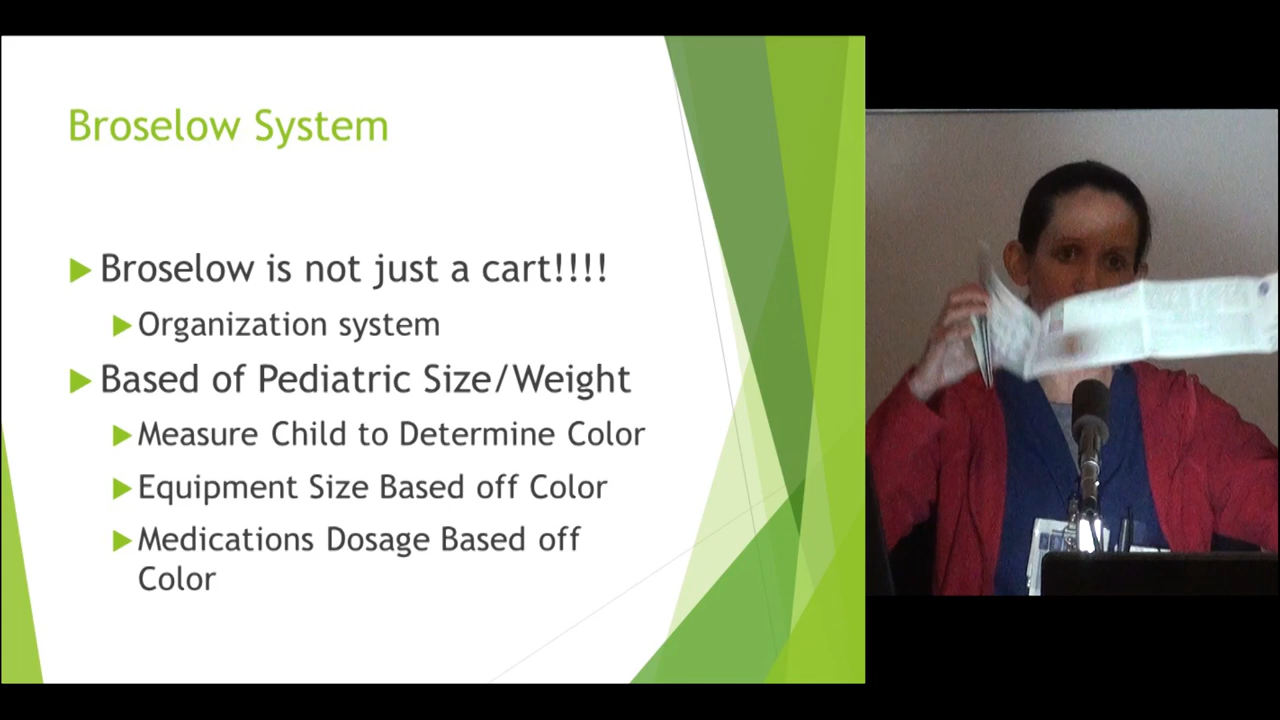 Broselow System
Broselow is not just a cart!!!!
Organization system
Based of Pediatric Size/Weight
Measure Child to Determine Color
Equipment Size Based off Color
Medications Dosage Based off
Color